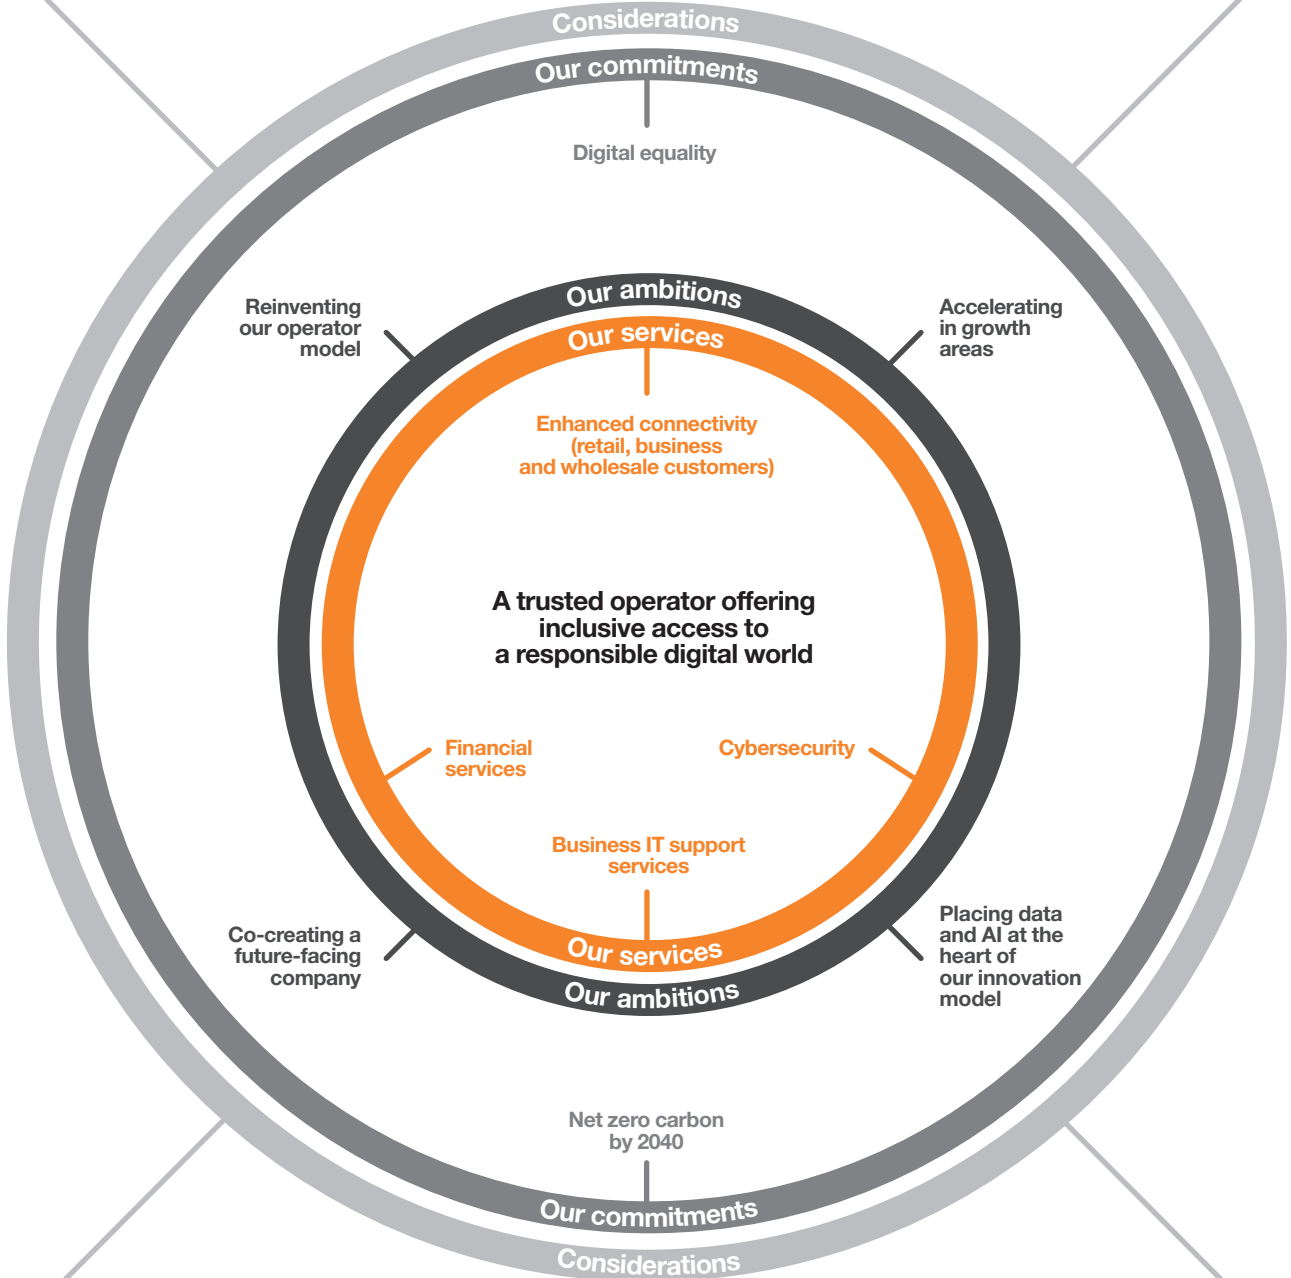 Considerations
Our commitments
Digital equality
Our ambitions
Reinventing
our operator
model
Accelerating
in growth
areas
Our services
Enhanced connectivity
(retail, business
and wholesale customers)
A trusted operator offering
inclusive access to
a responsible digital world
Financial
services
Cybersecurity
Business IT support
services
Our services
Our ambitions
Co-creating a
future-facing
company
Placing data
and AI at the
heart of
our innovation
model
Net zero carbon
by 2040
Our commitments
Considerations